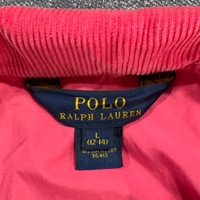 POLO
RALPH LAUREN
L
(12-14)